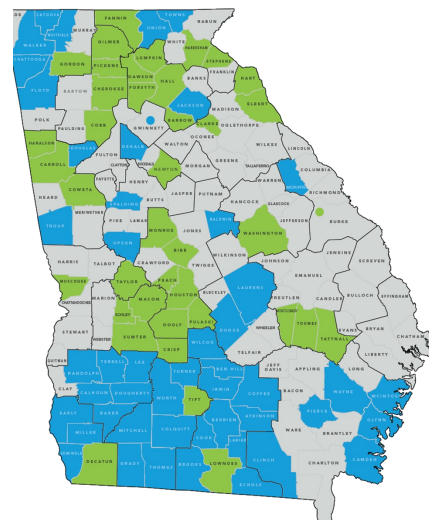 DE CATOOSA FANNIN TOWNS RABUN
WHITFIELD MURRAY UNION
WALKER GILMER WHITE HABERSHAM
CHATTOOGA GORDON PICKENS LUMPKIN STEPHENS
DAWSON BANKS FRANKLIN HART
FLOYD BARTOW CHEROKEE FORSYTH HALL
JACKSON MADISON ELBERT
POLK PAULDING COBB GWINNETT BARROW CLARKE
OCONEE OGLETHORPE
HARALSON DOUGLAS DEKALB WALTON WILKES LINCOLN
CARROLL FULTON CLAYTON ROCKDALE NEWTON MORGAN GREENE TALIAFERRO COLUMBIA
FAYETTE HENRY WARREN MCDUFFIE
HEARD COWETA SPALDING BUTTS JASPER PUTNAM HANCOCK GLASCOCK RICHMOND
TROUP MERIWETHER PIKE LAMAR MONROE JONES BALDWIN WASHINGTON JEFFERSON BURKE
UPSON BIBB WILKINSON JENKINS SCREVEN
HARRIS TALBOT CRAWFORD TWIGGS JOHNSON EMANUEL
MUSCOGEE TAYLOR PEACH HOUSTON BLECKLEY LAURENS TREUTLEN CANDLER BULLOCH EFFINGHAM
CHATTAHOOCHEE MARION MACON MONTGOMERY
SCHLEY DOOLY PULASKI DODGE WHEELER TOOMBS EVANS BRYAN
STEWART WEBSTER SUMTER TATTNALL CHATHAM
CRISP WILCOX TELFAIR LIBERTY
QUITMAN TERRELL LEE JEFF
RANDOLPH TURNER BEN HILL DAVIS APPLING LONG
CLAY CALHOUN DOUGHERTY WORTH TIFT IRWIN COFFEE BACON WAYNE MCINTOSH
EARLY BAKER BERRIEN ATKINSON PIERCE GLYNN
MILLER MITCHELL COLQUITT COOK LANIER WARE BRANTLEY
SEMINOLE DECATUR GRADY THOMAS BROOKS LOWNDES CLINCH CHARLTON CAMDEN
ECHOLS